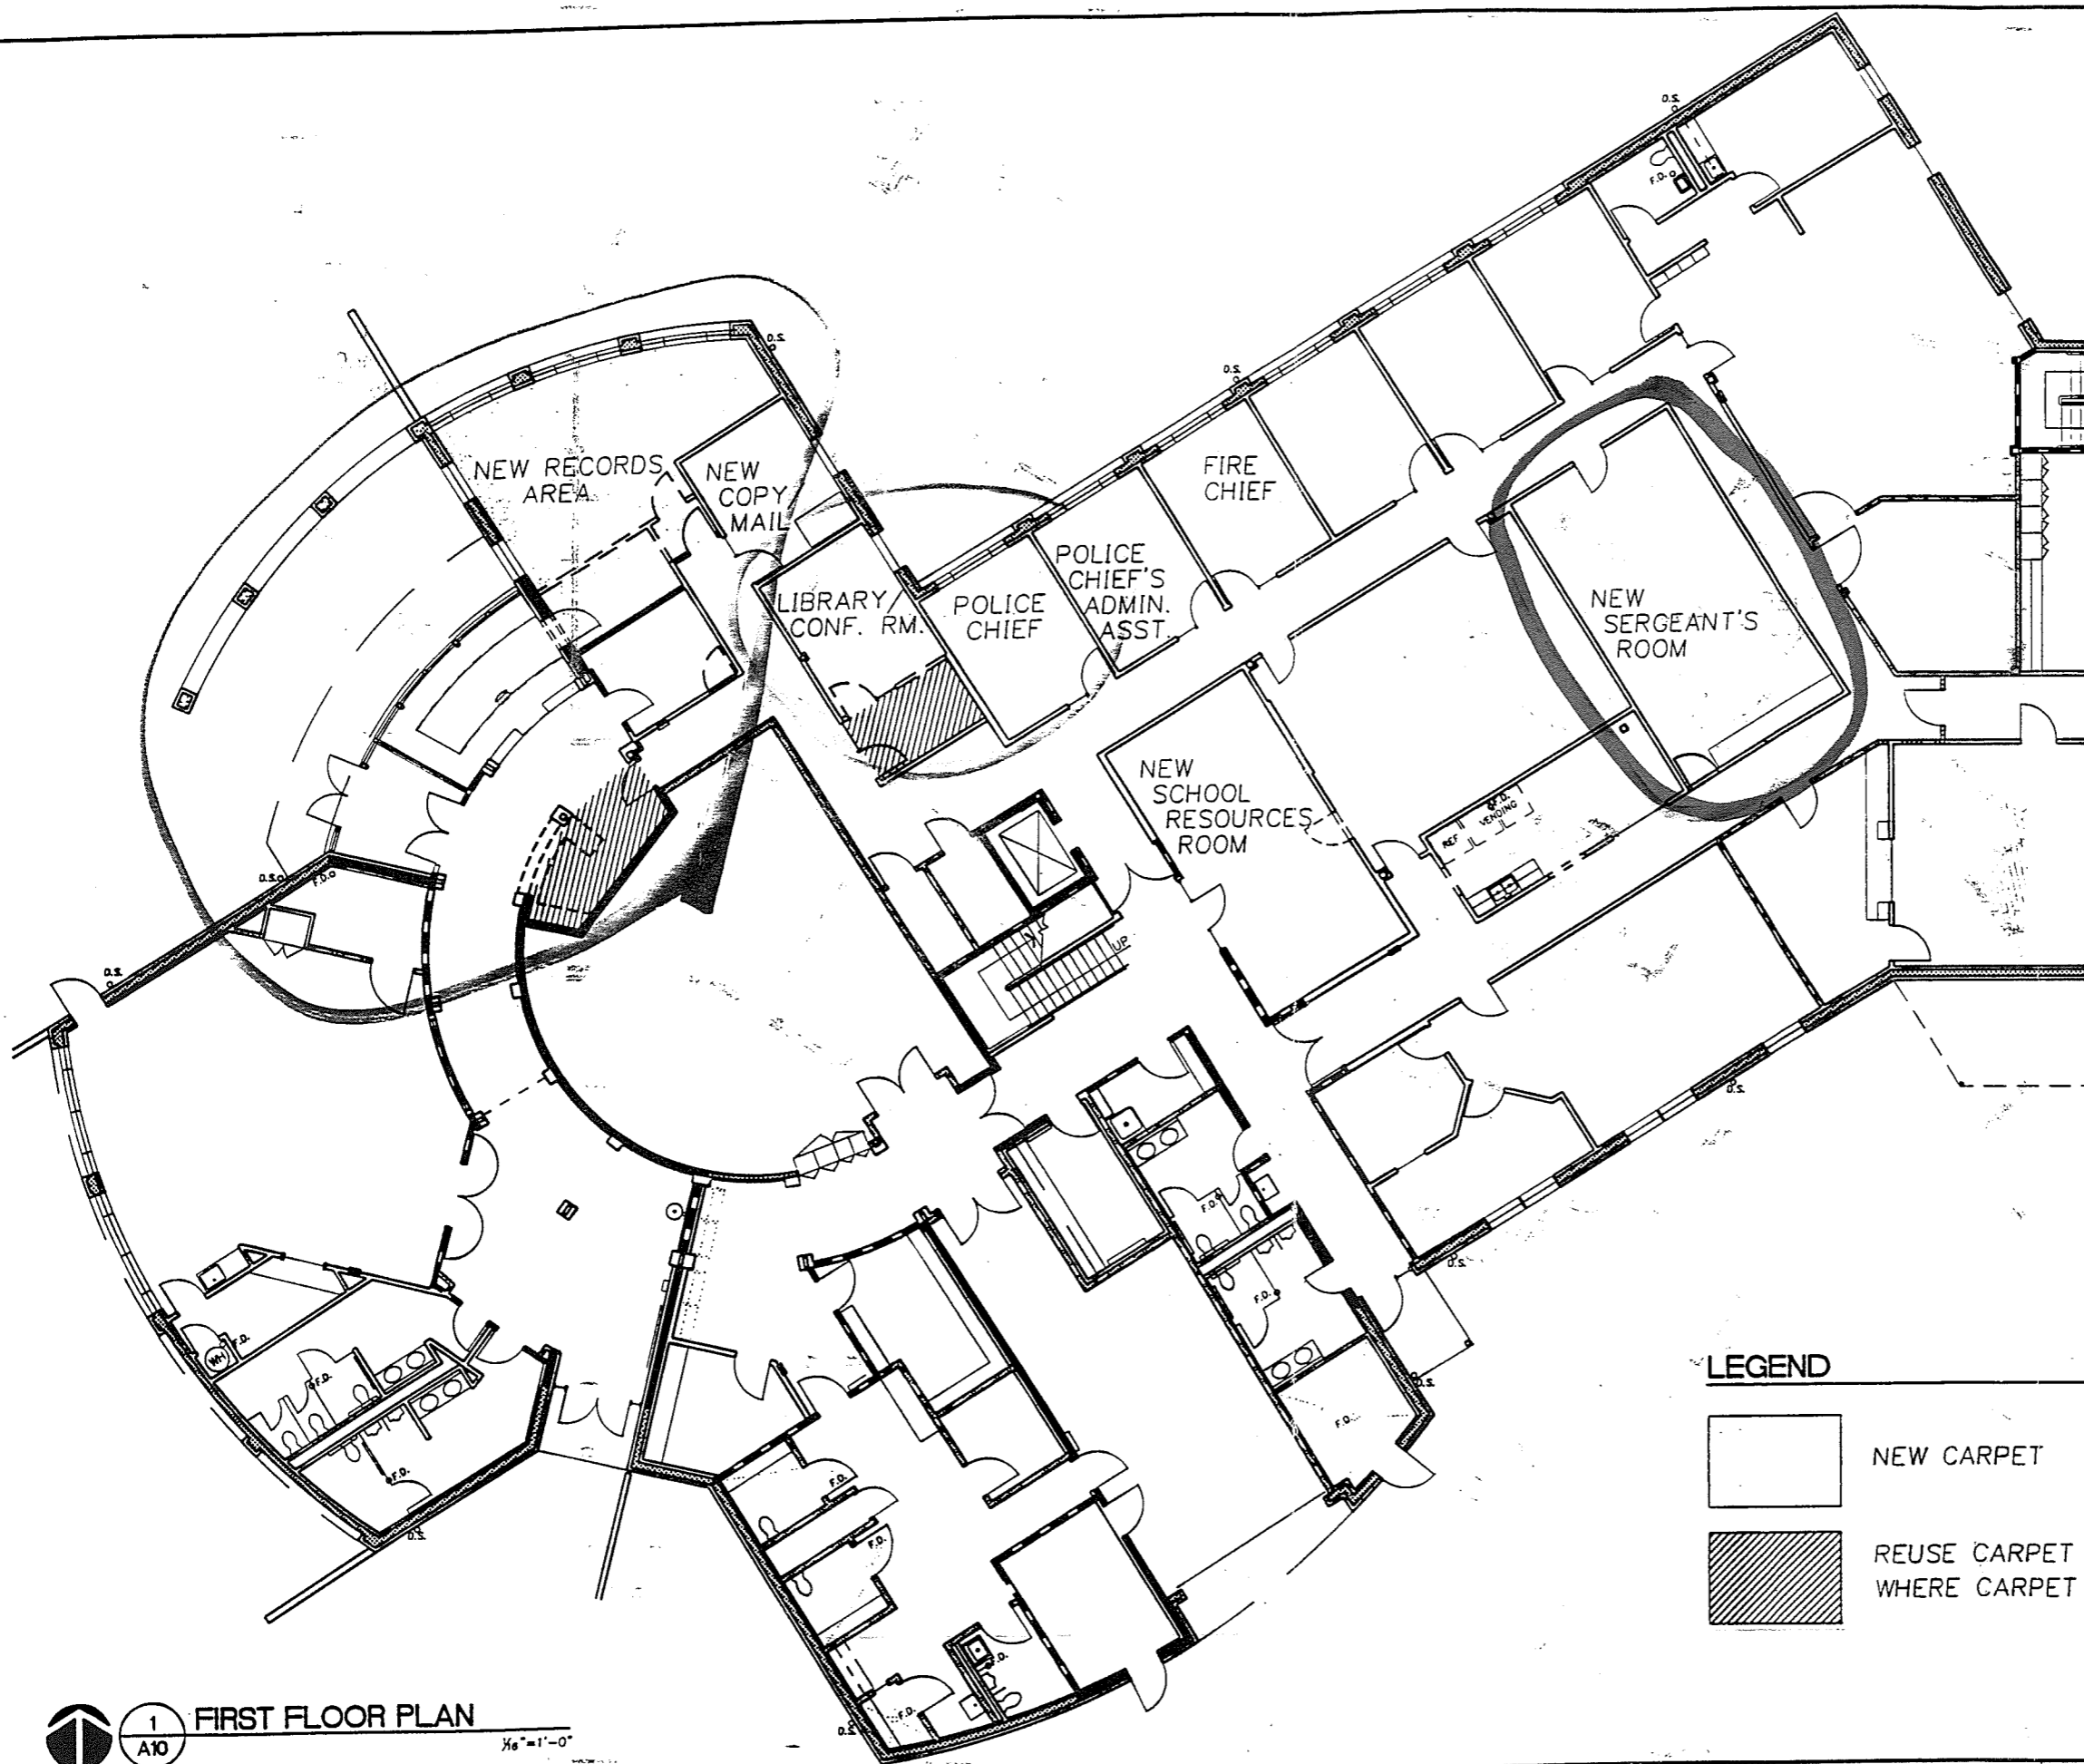 D.S.
F.D.
D.S.
D.S.
NEW RECORDS
AREA
NEW
COPY
MAIL
FIRE
CHIEF
POLICE
CHIEF'S
ADMIN.
ASST.
LIBRARY/
CONF. RM.
POLICE
CHIEF
NEW
SERGEANT'S
ROOM
NEW
SCHOOL
RESOURCES
ROOM
F.D.
VENDING
REF
D.S.
F.D.
D.S.
UP
D.S.
F.D.
D.S.
F.D.
F.D.
WH
F.D.
D.S.
F.D.
F.D.
F.D.
D.S.
F.D.
F.D.
F.D.
D.S.
LEGEND
NEW CARPET
REUSE CARPET
WHERE CARPET
1
A10
FIRST FLOOR PLAN
1/16"=1'-0"